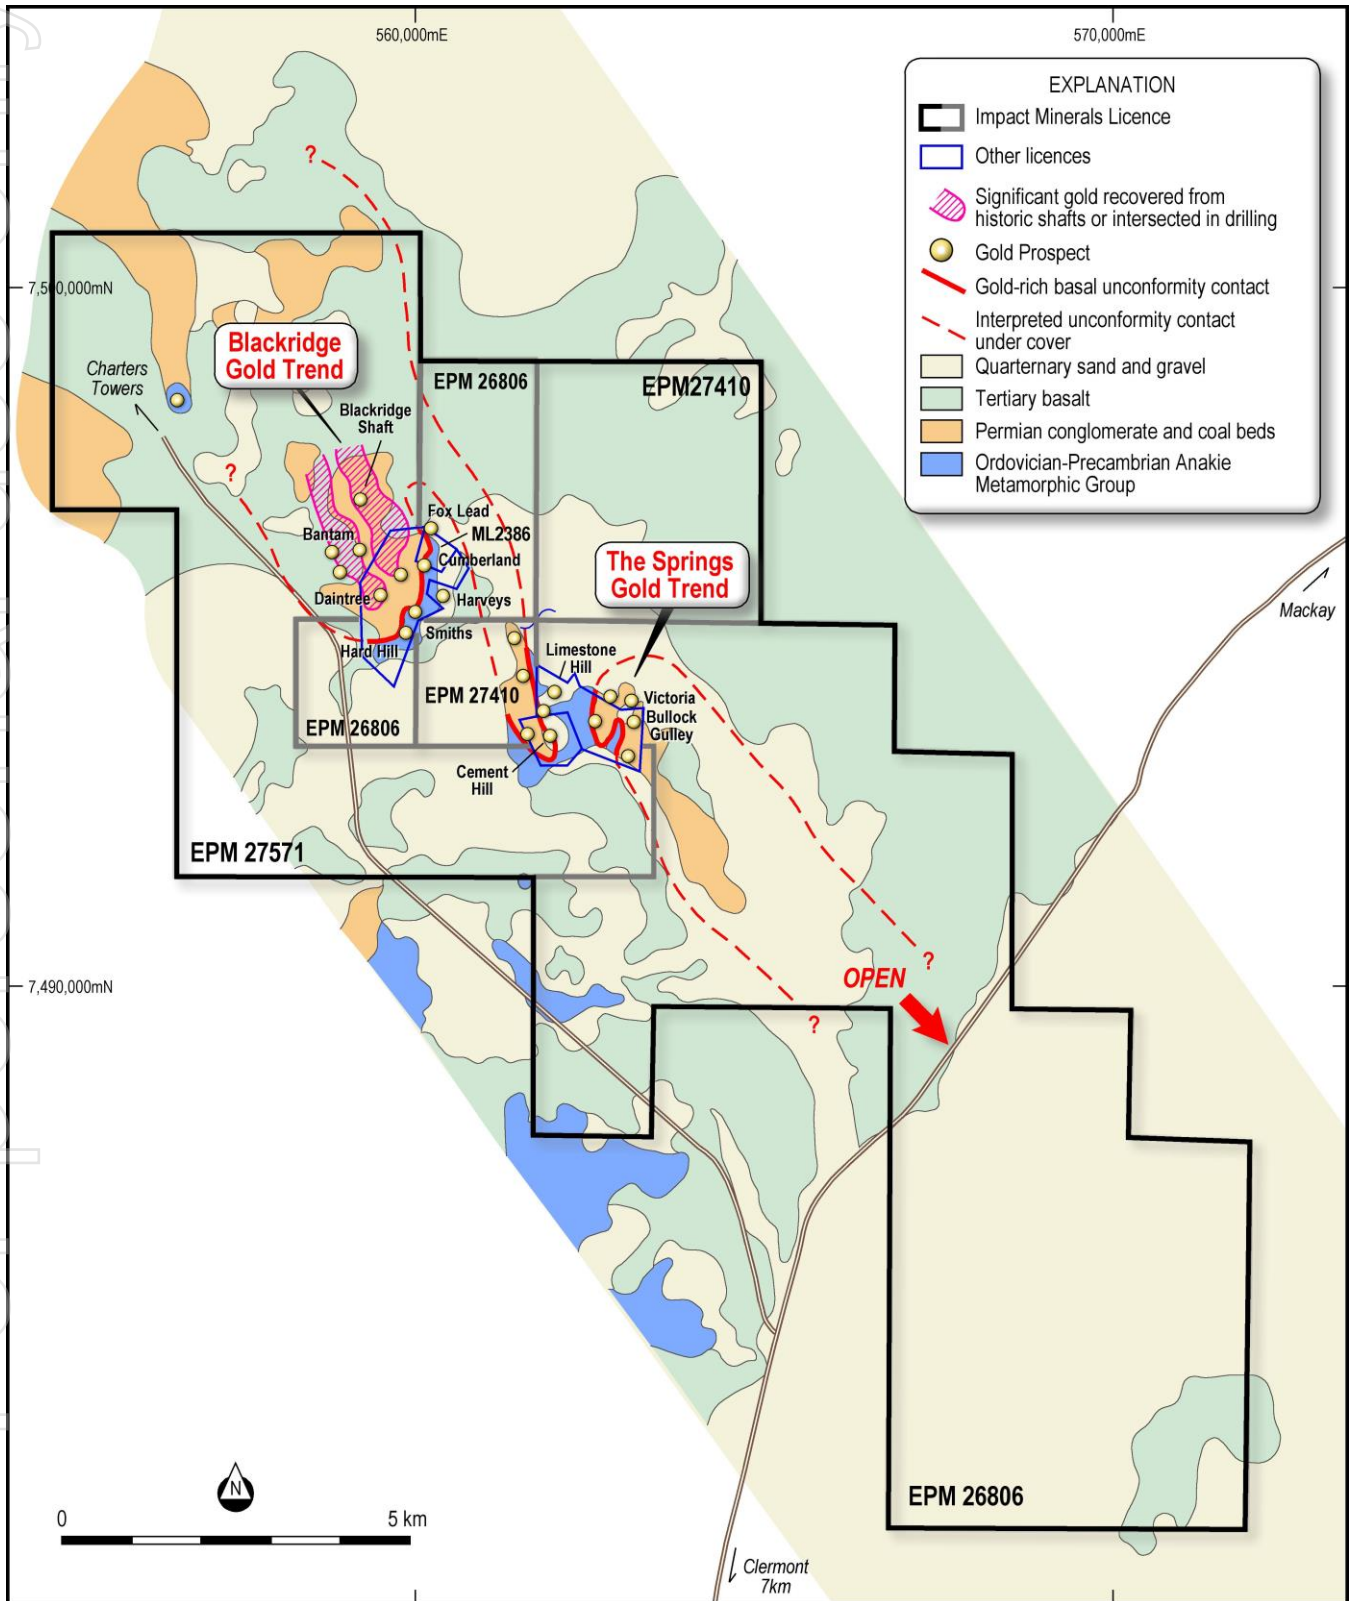 560,000mE
570,000mE
EXPLANATION
Impact Minerals Licence
Other licences
Significant gold recovered from
historic shafts or intersected in drilling
Gold Prospect
Gold-rich basal unconformity contact
Interpreted unconformity contact
under cover
Quaternary sand and gravel
Tertiary basalt
Permian conglomerate and coal beds
Ordovician-Precambrian Anakie
Metamorphic Group
?
7,500,000mN
Blackridge
Gold Trend
Charters
Towers
EPM 26806
EPM27410
Blackridge
Shaft
?
Fox Lead
ML2386
Bantam
Cumberland
The Springs
Gold Trend
Daintree
Harveys
Mackay
Smiths
Hard Hill
Limestone
Hill
EPM 27410
Victoria
Bullock
Gulley
EPM 26806
Cement
Hill
EPM 27571
?
OPEN
7,490,000mN
?
EPM 26806
N
0
5 km
Clermont
7km